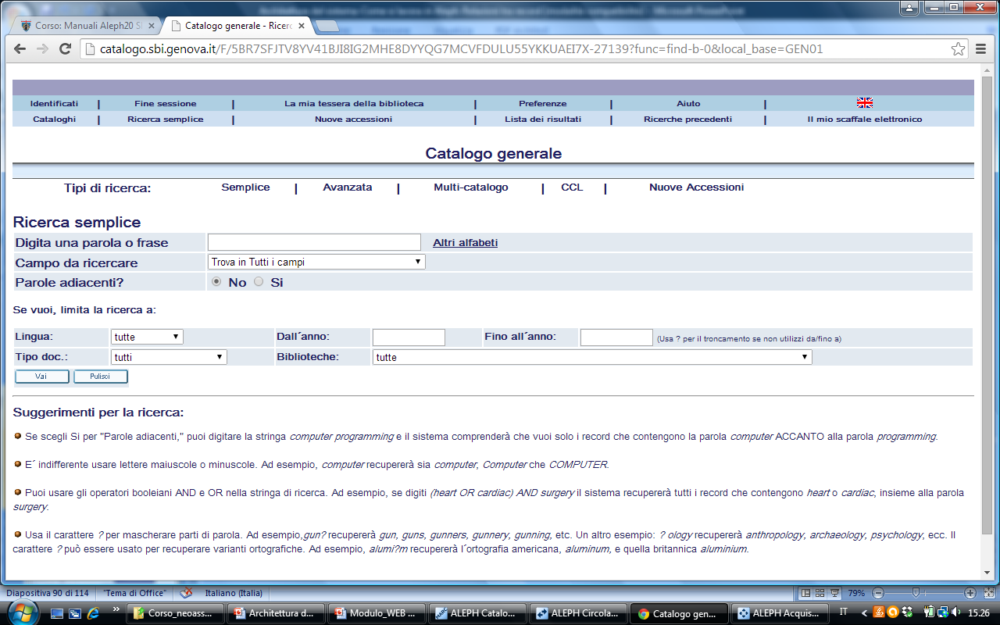 Corso: Manuali Aleph20 S
Catalogo generale - Ricerc
catalogo.sbi.genova.it/F/5BR7SFJTV8YV41BJI8IG2MHE8DYYQG7MCVFDULU55YKKUAEI7X-27139?func=find-b-0&local_base=GEN01
Identificati | Fine sessione | La mia tessera della biblioteca | Preferenze | Aiuto |
Cataloghi | Ricerca semplice | Nuove accessioni | Lista dei risultati | Ricerche precedenti | Il mio scaffale elettronico
Catalogo generale
Tipi di ricerca: Semplice | Avanzata | Multi-catalogo | CCL | Nuove Accessioni
Ricerca semplice
Digita una parola o frase Altri alfabeti
Campo da ricercare Trova in Tutti i campi
Parole adiacenti? No Si
Se vuoi, limita la ricerca a:
Lingua: tutte Dall´anno: Fino all´anno: (Usa ? per il troncamento se non utilizzi da/fino a)
Tipo doc.: tutti Biblioteche: tutte
Vai Pulisci
Suggerimenti per la ricerca:
Se scegli Si per "Parole adiacenti," puoi digitare la stringa computer programming e il sistema comprenderà che vuoi solo i record che contengono la parola computer ACCANTO alla parola programming.
E´ indifferente usare lettere maiuscole o minuscole. Ad esempio, computer recupererà sia computer, Computer che COMPUTER.
Puoi usare gli operatori booleiani AND e OR nella stringa di ricerca. Ad esempio, se digiti (heart OR cardiac) AND surgery il sistema recupererà tutti i record che contengono heart o cardiac, insieme alla parola
surgery.
Usa il carattere ? per mascherare parti di parola. Ad esempio,gun? recupererà gun, guns, gunners, gunnery, gunning, etc. Un altro esempio: ? ology recupererà anthropology, archaeology, psychology, ecc. Il
carattere ? può essere usato per recuperare varianti ortografiche. Ad esempio, alumi?m recupererà l´ortografia americana, aluminum, e quella britannica aluminium.
Diapositiva 90 di 114 "Tema di Office" Italiano (Italia) 79%
Corso_neoass... Architettura d... Modulo_WEB ... ALEPH Catalo... ALEPH Circola... Catalogo gen... ALEPH Acquis... IT 15.26